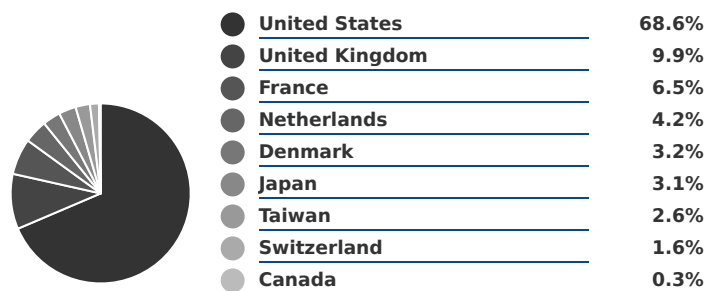 United States 68.6%
United Kingdom 9.9%
France 6.5%
Netherlands 4.2%
Denmark 3.2%
Japan 3.1%
Taiwan 2.6%
Switzerland 1.6%
Canada 0.3%